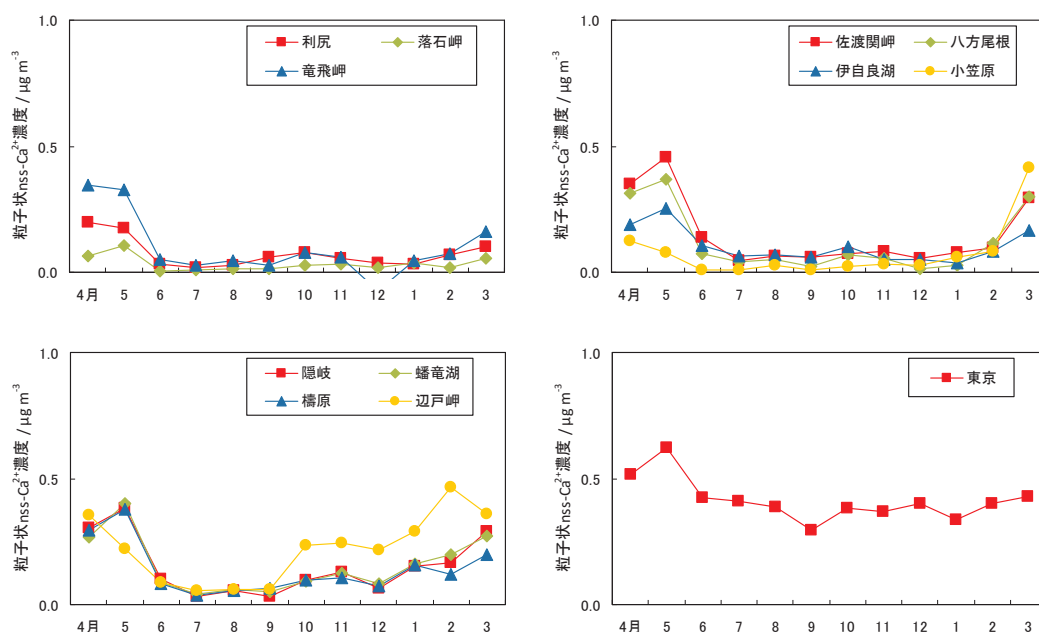 粒子状nss-Ca²⁺濃度 / μg m⁻³
1.0
0.5
0.0
利尻 落石岬
竜飛岬
4月 5 6 7 8 9 10 11 12 1 2 3
粒子状nss-Ca²⁺濃度 / μg m⁻³
1.0
0.5
0.0
佐渡関岬 八方尾根
伊自良湖 小笠原
4月 5 6 7 8 9 10 11 12 1 2 3
粒子状nss-Ca²⁺濃度 / μg m⁻³
1.0
0.5
0.0
隠岐 蟠竜湖
檮原 辺戸岬
4月 5 6 7 8 9 10 11 12 1 2 3
粒子状nss-Ca²⁺濃度 / μg m⁻³
1.0
0.5
0.0
東京
4月 5 6 7 8 9 10 11 12 1 2 3